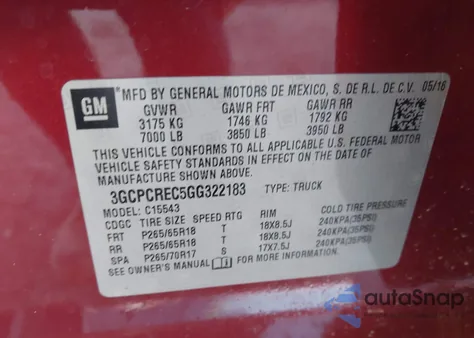 GM
MFD BY GENERAL MOTORS DE MEXICO, S. DE R.L. DE C.V. 05/16
GVWR GAWR FRT GAWR RR
3175 KG 1746 KG 1792 KG
7000 LB 3850 LB 3950 LB
THIS VEHICLE CONFORMS TO ALL APPLICABLE U.S. FEDERAL MOTOR
VEHICLE SAFETY STANDARDS IN EFFECT ON THE DATE OF
MANUFACTURE SHOWN ABOVE.
3GCPCREC5GG322183 TYPE: TRUCK
MODEL: C15543
CDGC TIRE SIZE SPEED RTG RIM COLD TIRE PRESSURE
FRT P265/65R18 T 18X8.5J 240KPA(35PSI)
RR P265/65R18 T 18X8.5J 240KPA(35PSI)
SPA P265/70R17 S 17X7.5J 240KPA(35PSI)
SEE OWNER'S MANUAL FOR MORE INFORMATION.
autoSnap